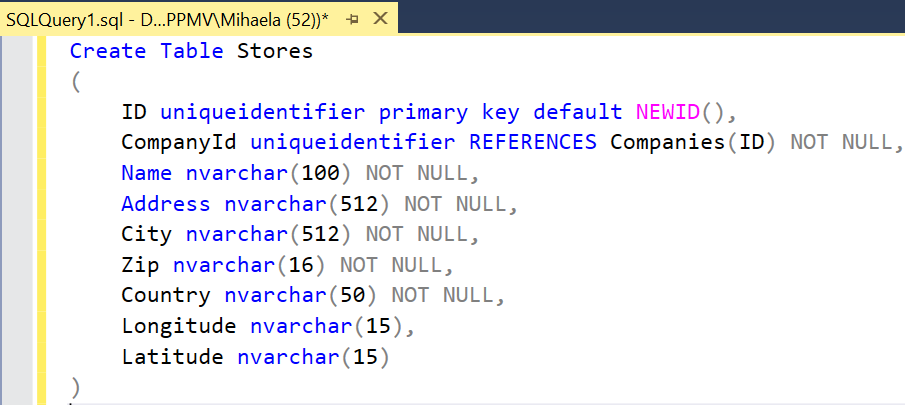 SQLQuery1.sql - D...PPMV\Mihaela (52))*
Create Table Stores
(
    ID uniqueidentifier primary key default NEWID(),
    CompanyId uniqueidentifier REFERENCES Companies(ID) NOT NULL,
    Name nvarchar(100) NOT NULL,
    Address nvarchar(512) NOT NULL,
    City nvarchar(512) NOT NULL,
    Zip nvarchar(16) NOT NULL,
    Country nvarchar(50) NOT NULL,
    Longitude nvarchar(15),
    Latitude nvarchar(15)
)